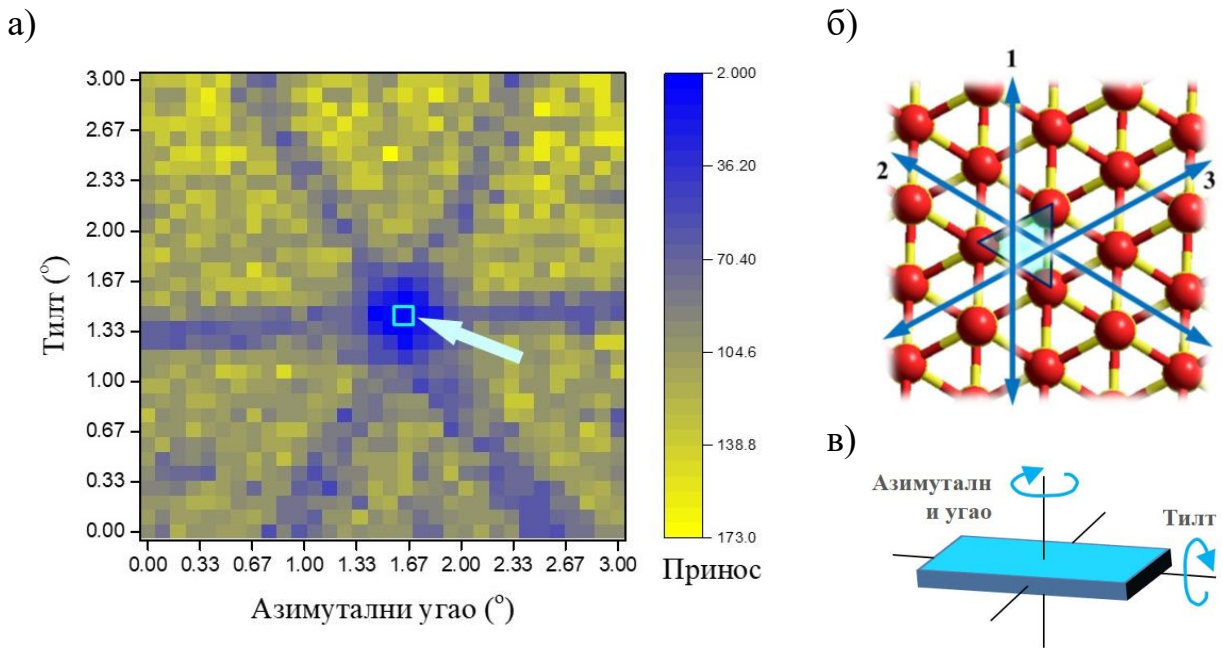 а)
3.00
2.67
2.33
2.00
1.67
1.33
1.00
0.67
0.33
0.00
Тилт (°)
0.00 0.33 0.67 1.00 1.33 1.67 2.00 2.33 2.67 3.00
Азимутални угао (°)
2.000
36.20
70.40
104.6
138.8
173.0
Принос
б)
1
2
3
в)
Азимуталн
и угао
Тилт